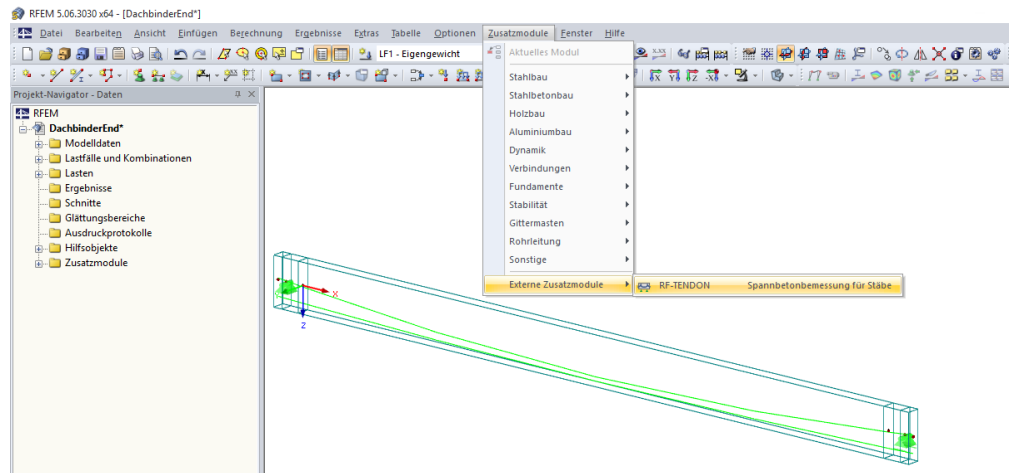 RFEM 5.06.3030 x64 - [DachbinderEnd*]
Datei Bearbeiten Ansicht Einfügen Berechnung Ergebnisse Extras Tabelle Optionen Zusatzmodule Fenster Hilfe
LF1 - Eigengewicht
Projekt-Navigator - Daten
RFEM
DachbinderEnd*
Modelldaten
Lastfälle und Kombinationen
Lasten
Ergebnisse
Schnitte
Glättungsbereiche
Ausdruckprotokolle
Hilfsobjekte
Zusatzmodule
Aktuelles Modul
Stahlbau
Stahlbetonbau
Holzbau
Aluminiumbau
Dynamik
Verbindungen
Fundamente
Stabilität
Gittermasten
Rohrleitung
Sonstige
Externe Zusatzmodule
RF-TENDON Spannbetonbemessung für Stäbe
x
z